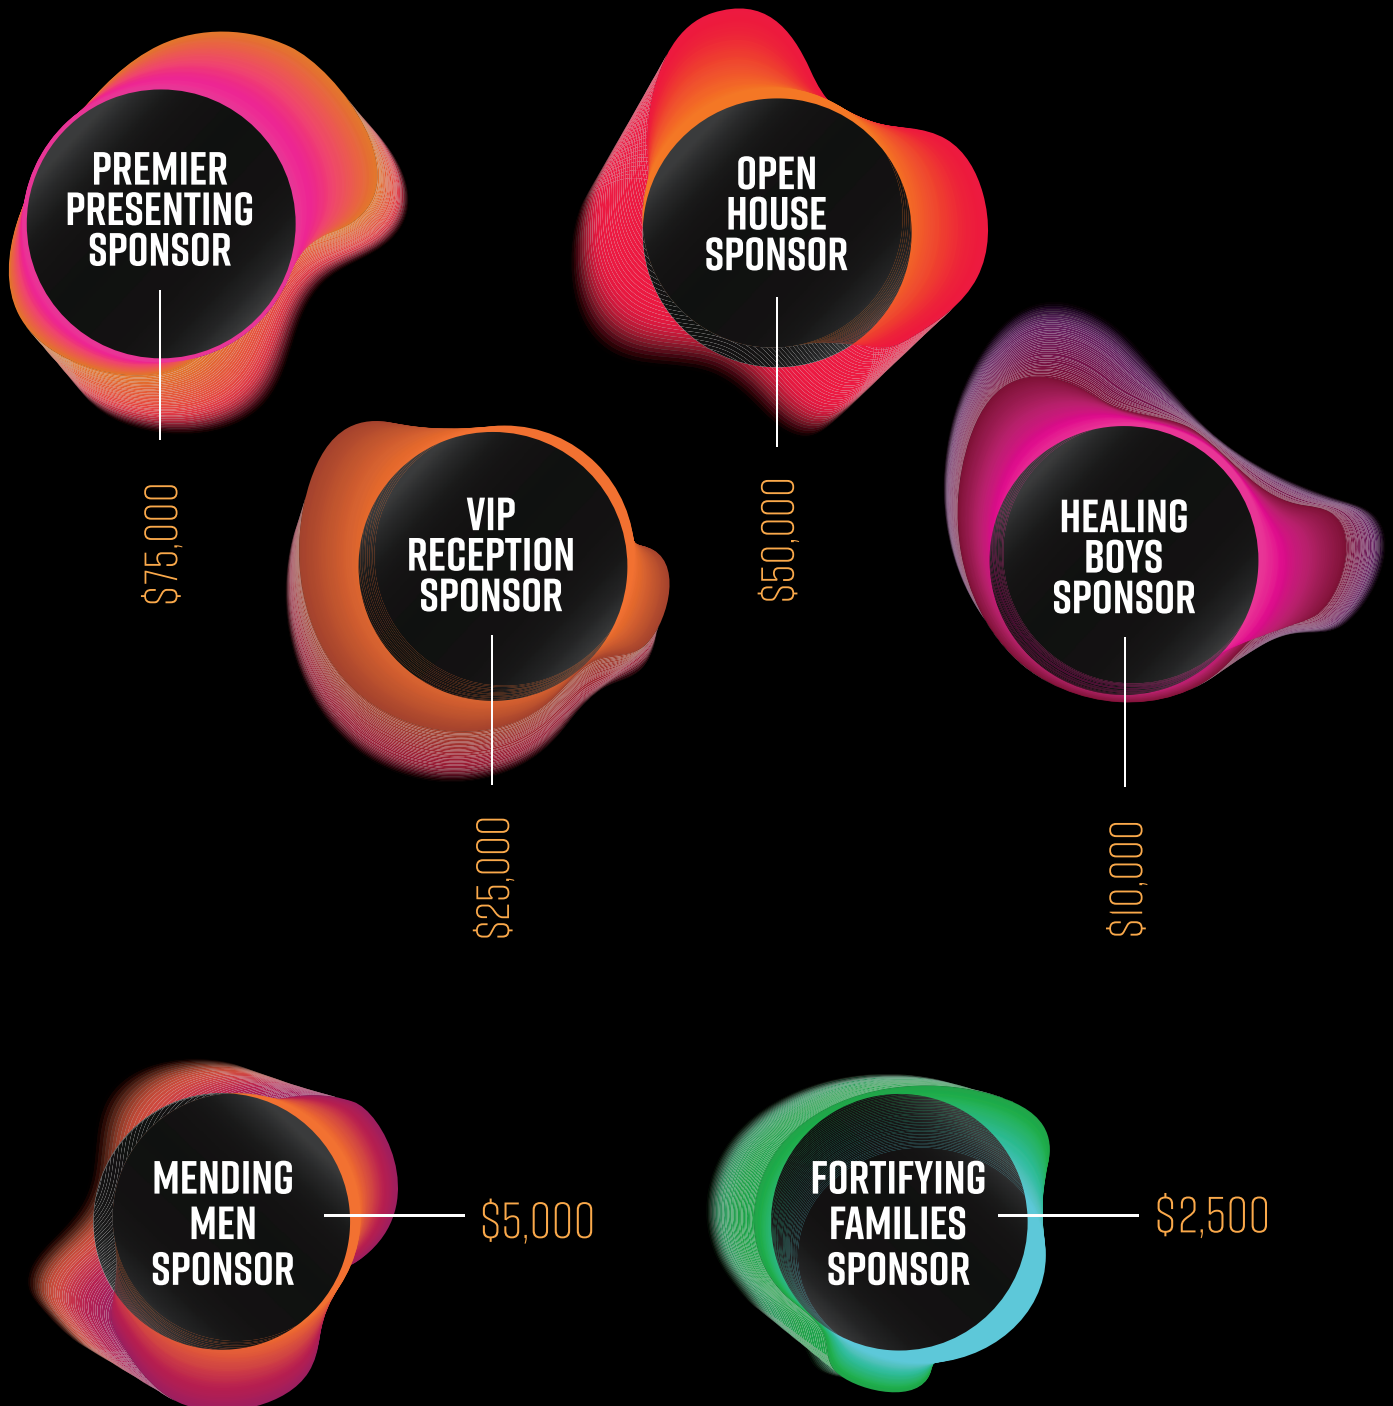 PREMIER
PRESENTING
SPONSOR
$75,000
OPEN
HOUSE
SPONSOR
$50,000
VIP
RECEPTION
SPONSOR
$25,000
HEALING
BOYS
SPONSOR
$10,000
MENDING
MEN
SPONSOR
$5,000
FORTIFYING
FAMILIES
SPONSOR
$2,500